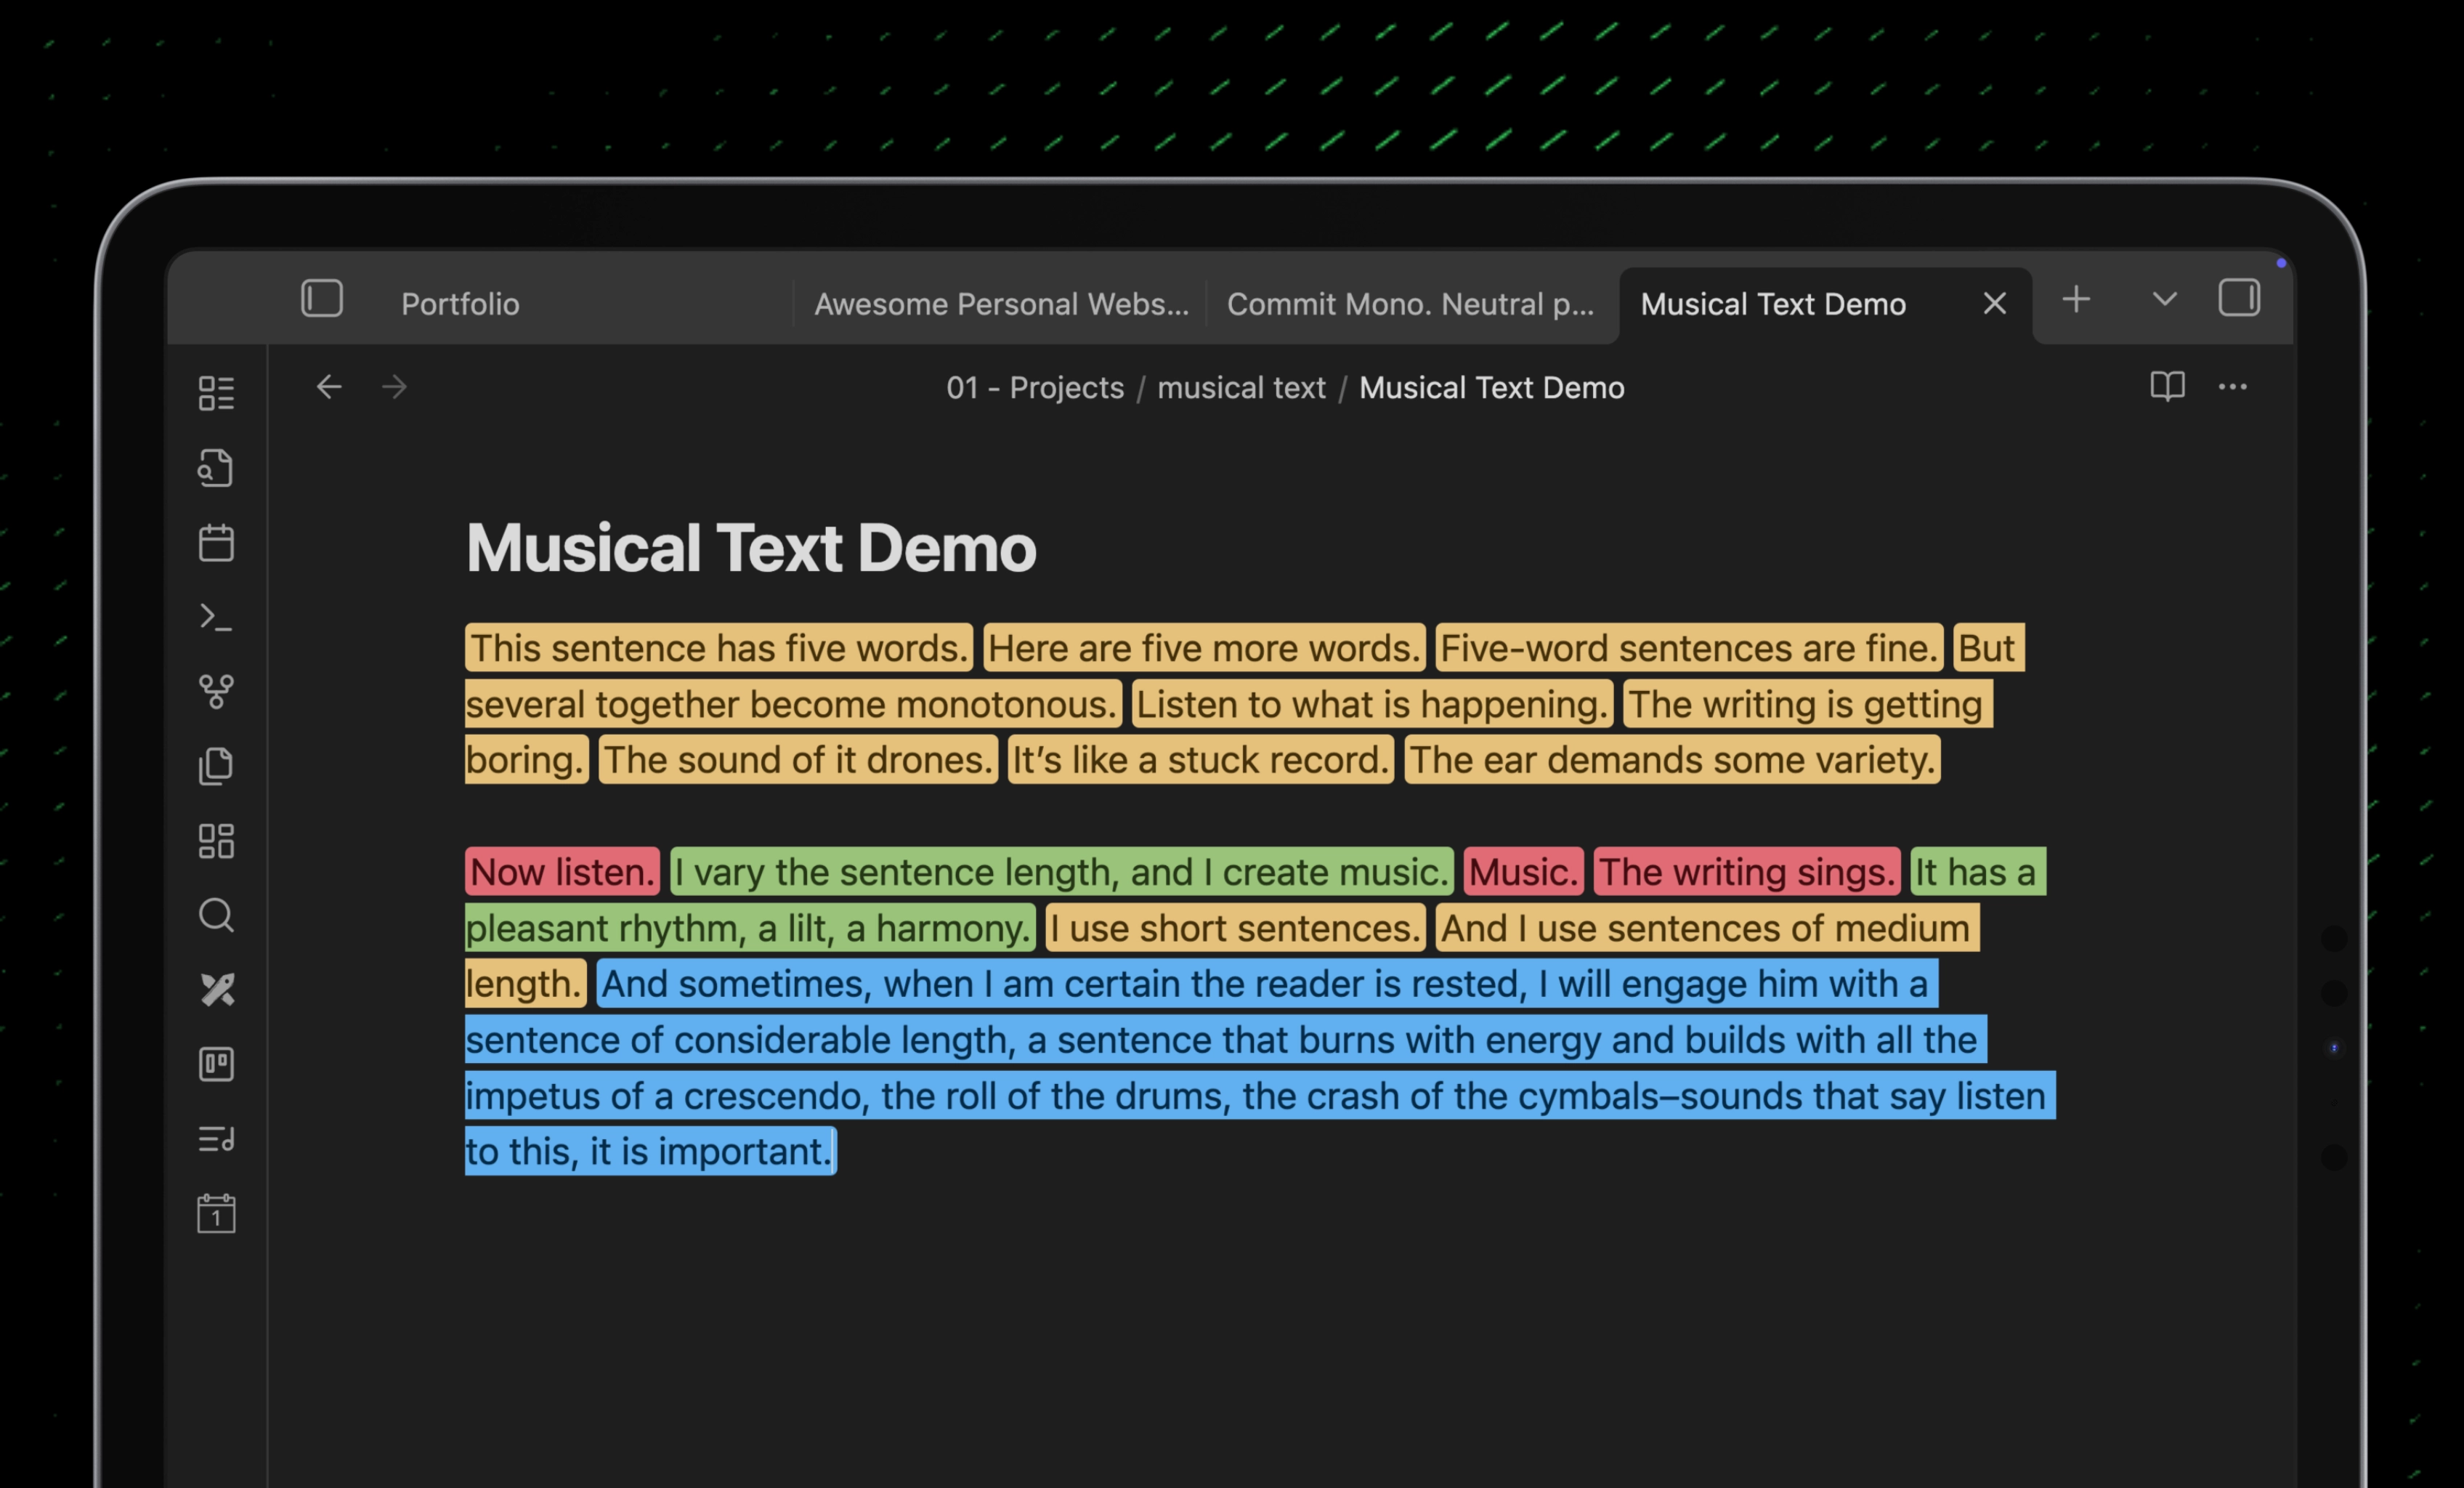 Portfolio
Awesome Personal Webs...
Commit Mono. Neutral p...
Musical Text Demo
01 - Projects / musical text / Musical Text Demo
Musical Text Demo
This sentence has five words. Here are five more words. Five-word sentences are fine. But
several together become monotonous. Listen to what is happening. The writing is getting
boring. The sound of it drones. It’s like a stuck record. The ear demands some variety.
Now listen. I vary the sentence length, and I create music. Music. The writing sings. It has a
pleasant rhythm, a lilt, a harmony. I use short sentences. And I use sentences of medium
length. And sometimes, when I am certain the reader is rested, I will engage him with a
sentence of considerable length, a sentence that burns with energy and builds with all the
impetus of a crescendo, the roll of the drums, the crash of the cymbals–sounds that say listen
to this, it is important.
1